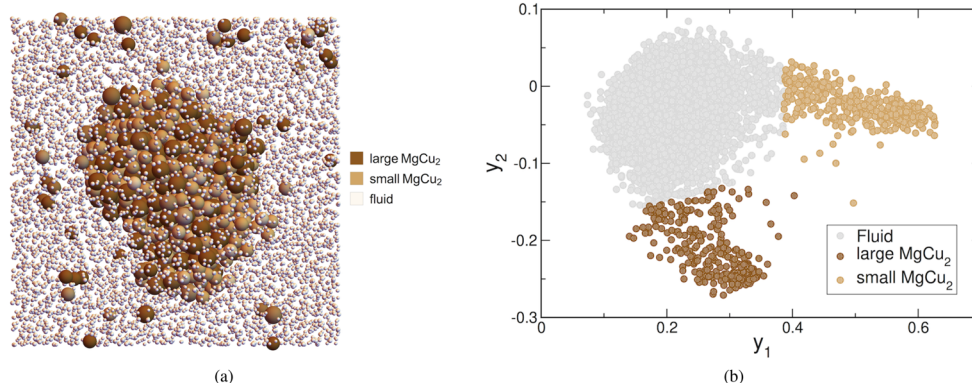 large MgCu₂
small MgCu₂
fluid
(a)
y₂
0.1
0
-0.1
-0.2
-0.3
0
0.2
0.4
0.6
y₁
Fluid
large MgCu₂
small MgCu₂
(b)